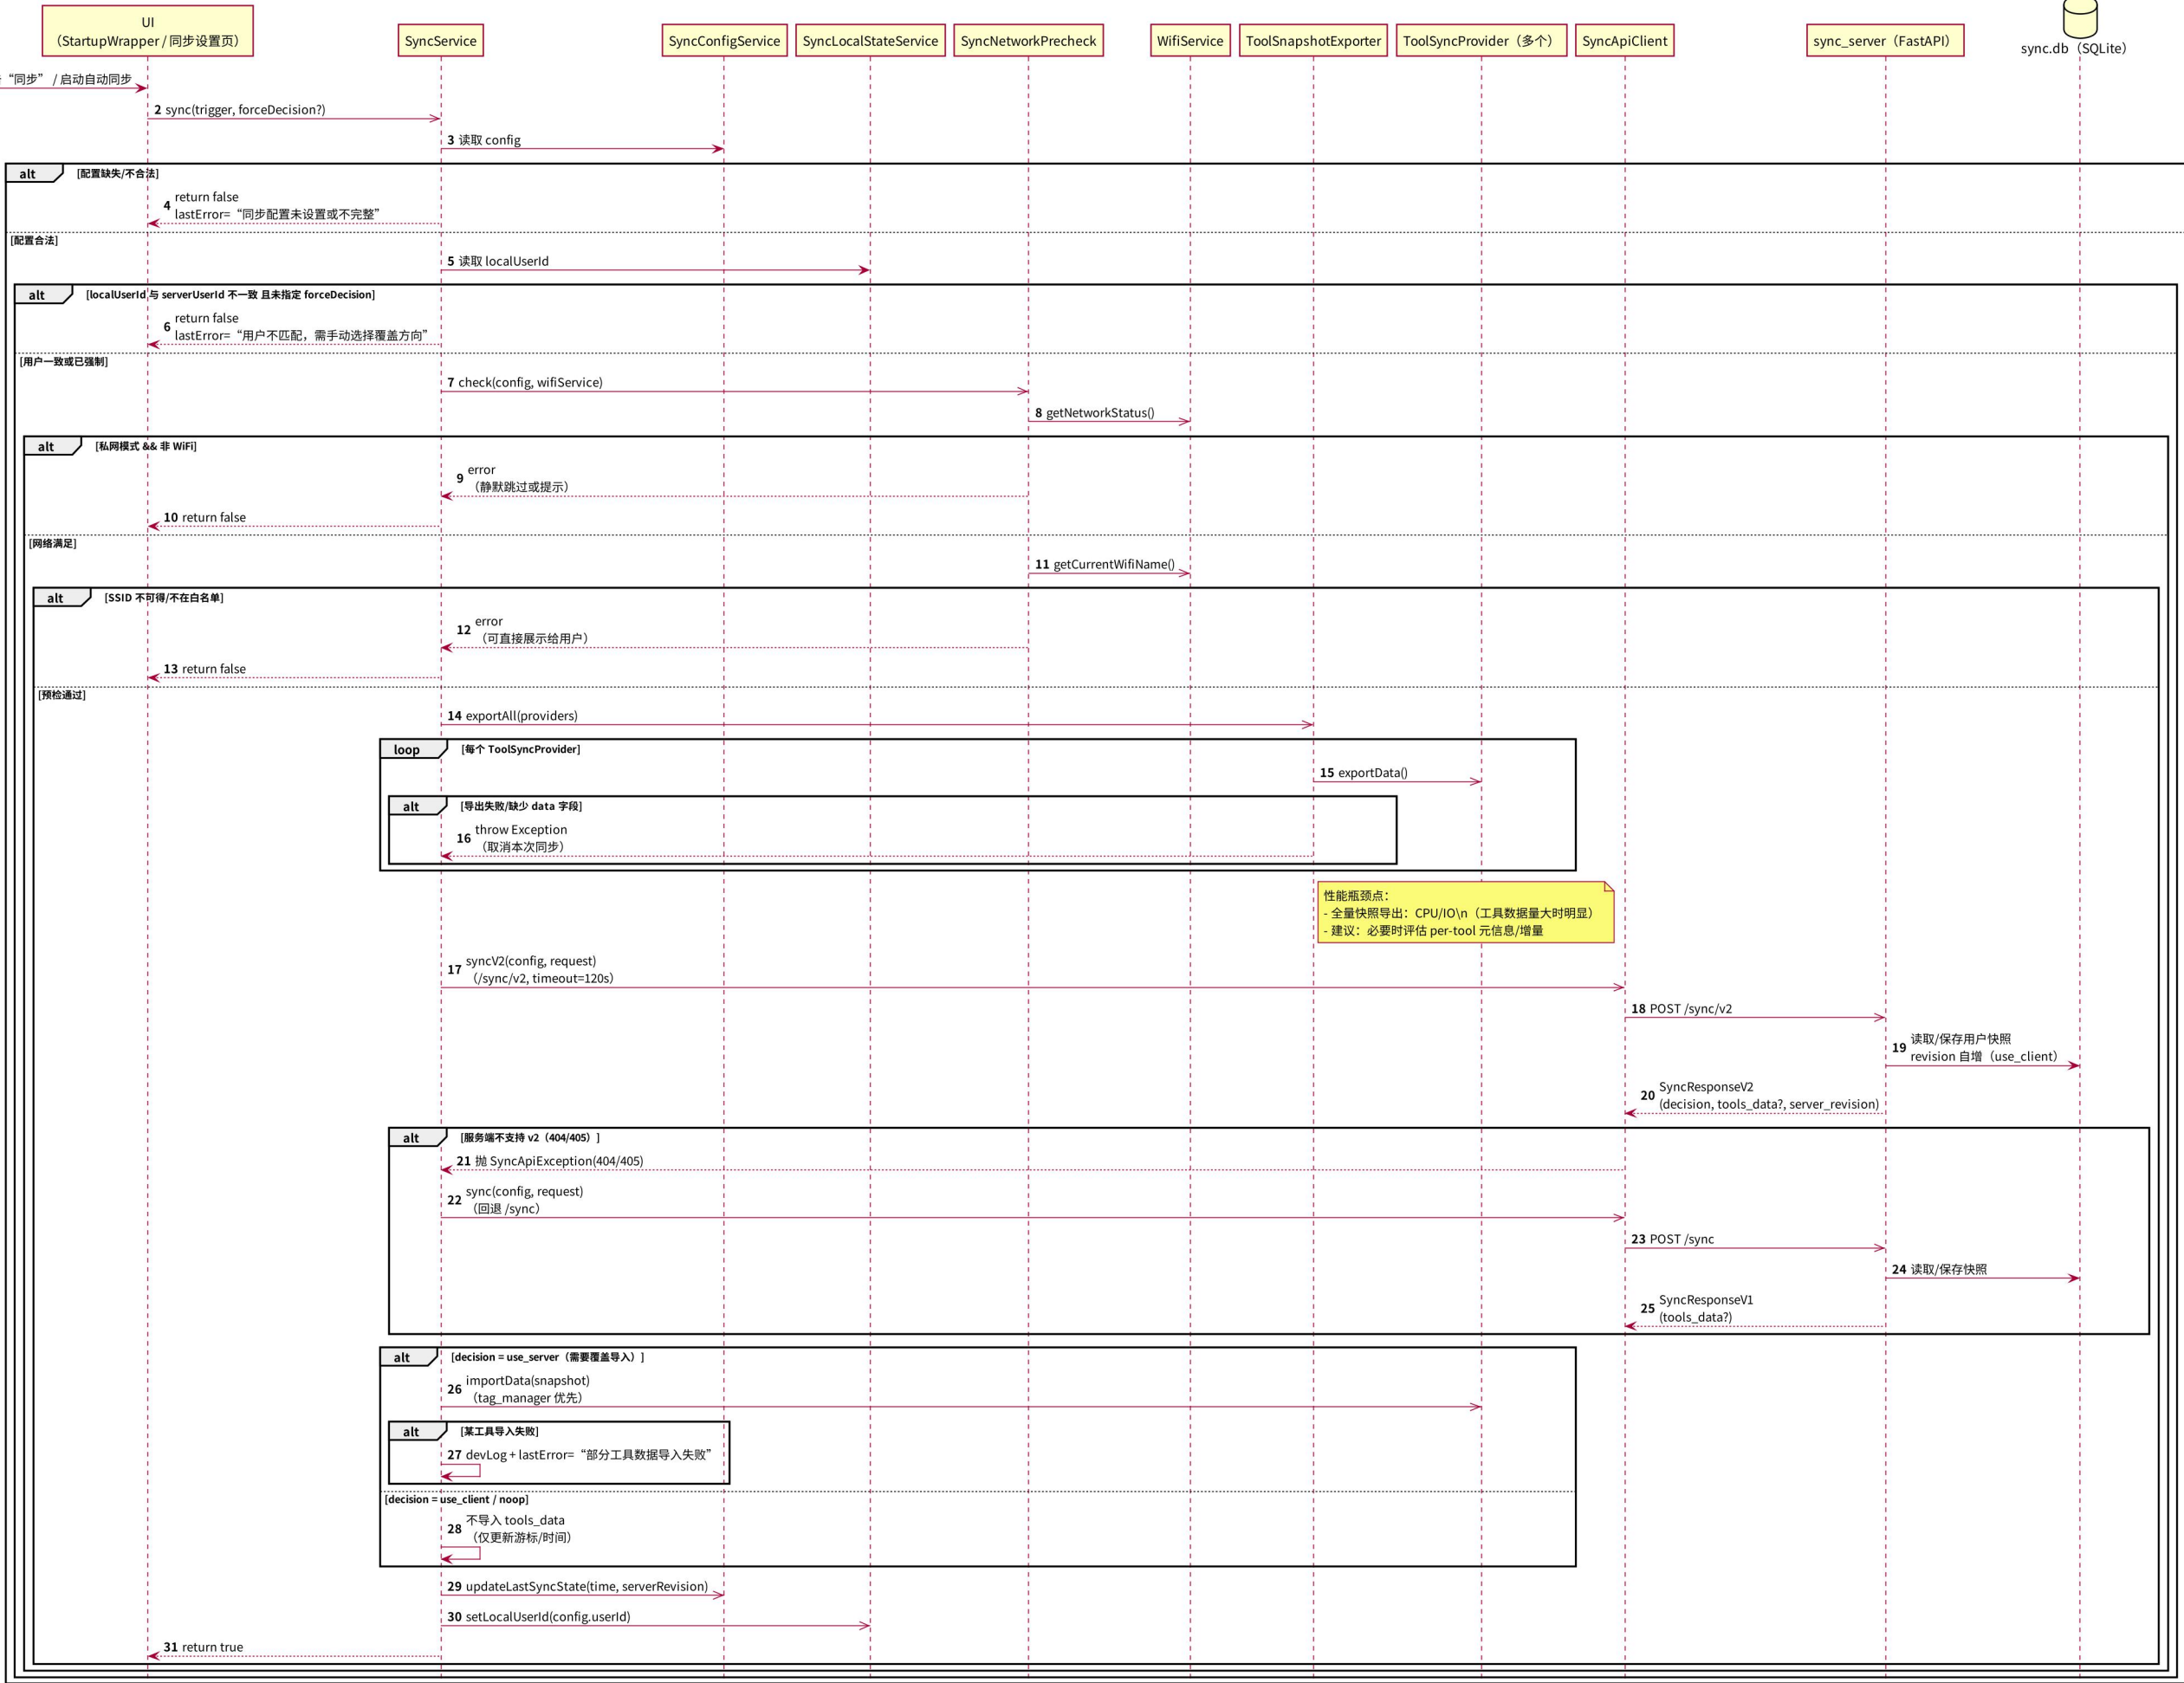 UI
（StartupWrapper / 同步设置页）
SyncService
SyncConfigService
SyncLocalStateService
SyncNetworkPrecheck
WifiService
ToolSnapshotExporter
ToolSyncProvider（多个）
SyncApiClient
sync_server（FastAPI）
sync.db（SQLite）
“同步” / 启动自动同步
2 sync(trigger, forceDecision?)
3 读取 config
alt [配置缺失/不合法]
4 return false
lastError=“同步配置未设置或不完整”
[配置合法]
5 读取 localUserId
alt [localUserId 与 serverUserId 不一致 且未指定 forceDecision]
6 return false
lastError=“用户不匹配，需手动选择覆盖方向”
[用户一致或已强制]
7 check(config, wifiService)
8 getNetworkStatus()
alt [私网模式 && 非 WiFi]
9 error
（静默跳过或提示）
10 return false
[网络满足]
11 getCurrentWifiName()
alt [SSID 不可得/不在白名单]
12 error
（可直接展示给用户）
13 return false
[预检通过]
14 exportAll(providers)
loop [每个 ToolSyncProvider]
15 exportData()
alt [导出失败/缺少 data 字段]
16 throw Exception
（取消本次同步）
性能瓶颈点：
- 全量快照导出：CPU/IO\n（工具数据量大时明显）
- 建议：必要时评估 per-tool 元信息/增量
17 syncV2(config, request)
（/sync/v2, timeout=120s）
18 POST /sync/v2
19 读取/保存用户快照
revision 自增（use_client）
20 SyncResponseV2
(decision, tools_data?, server_revision)
alt [服务端不支持 v2（404/405）]
21 抛 SyncApiException(404/405)
22 sync(config, request)
（回退 /sync）
23 POST /sync
24 读取/保存快照
25 SyncResponseV1
(tools_data?)
alt [decision = use_server（需要覆盖导入）]
26 importData(snapshot)
（tag_manager 优先）
alt [某工具导入失败]
27 devLog + lastError=“部分工具数据导入失败”
[decision = use_client / noop]
28 不导入 tools_data
（仅更新游标/时间）
29 updateLastSyncState(time, serverRevision)
30 setLocalUserId(config.userId)
31 return true